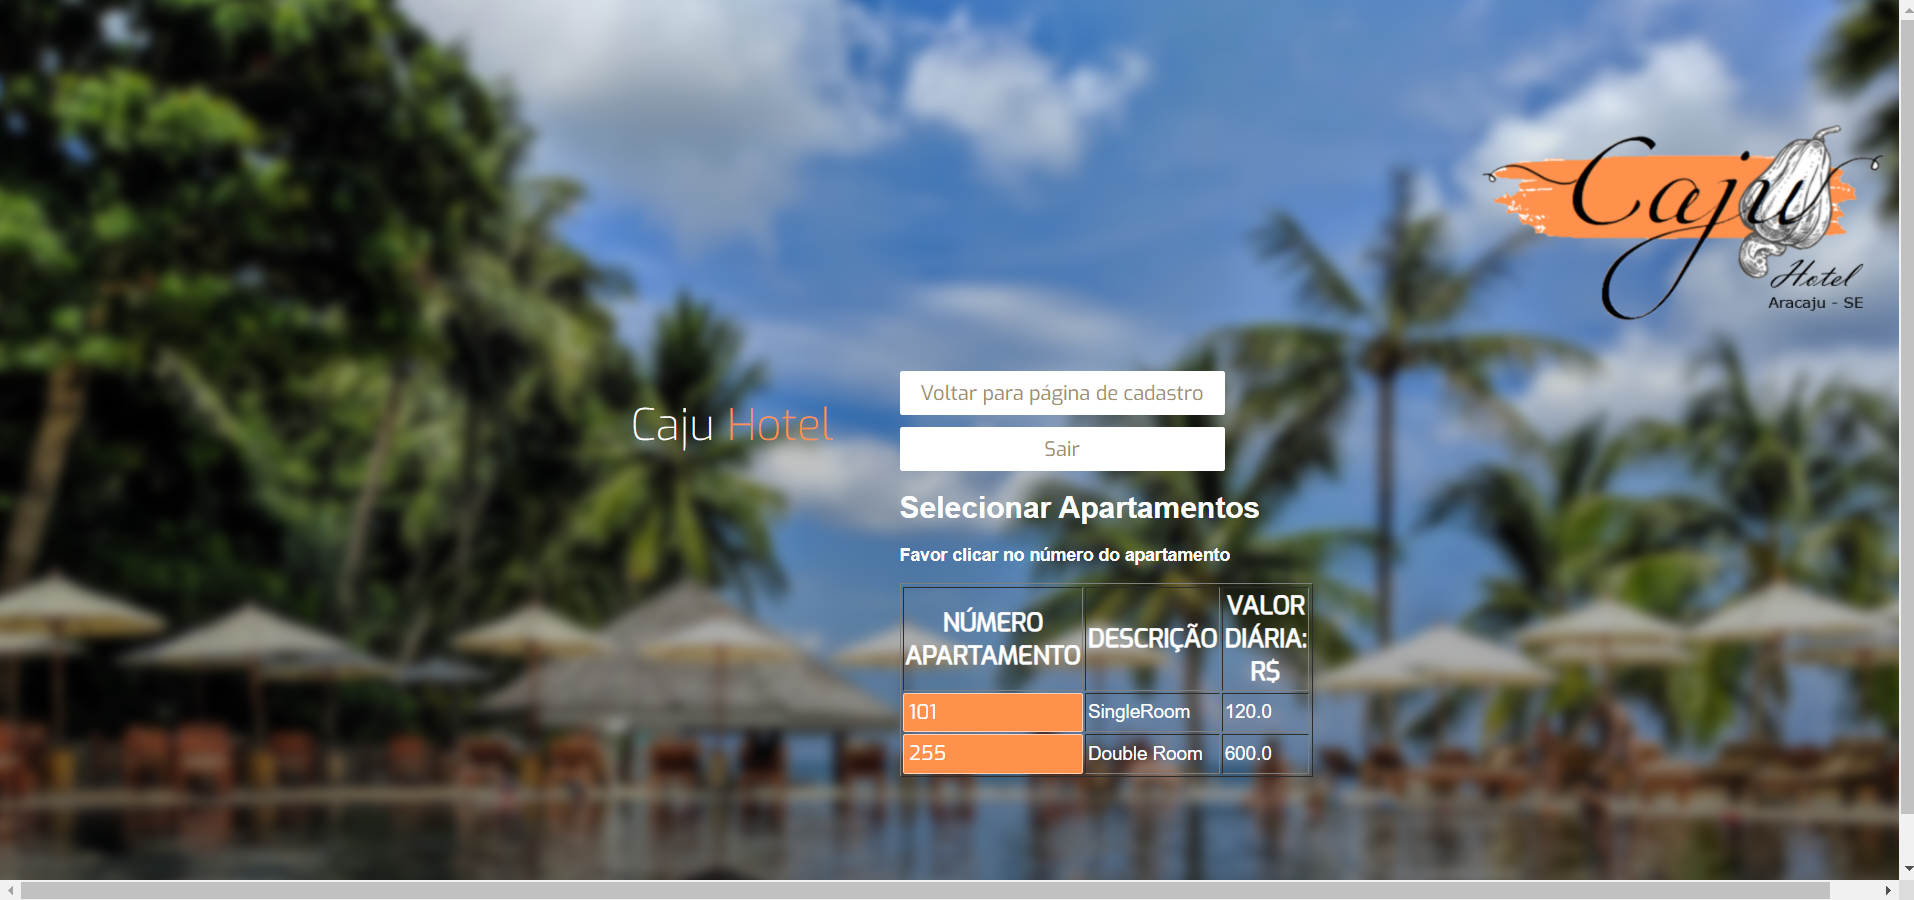 Caju
Hotel
Aracaju - SE
Voltar para página de cadastro
Caju Hotel
Sair
Selecionar Apartamentos
Favor clicar no número do apartamento
NÚMERO APARTAMENTO DESCRIÇÃO VALOR DIÁRIA: R$
101 SingleRoom 120.0
255 Double Room 600.0